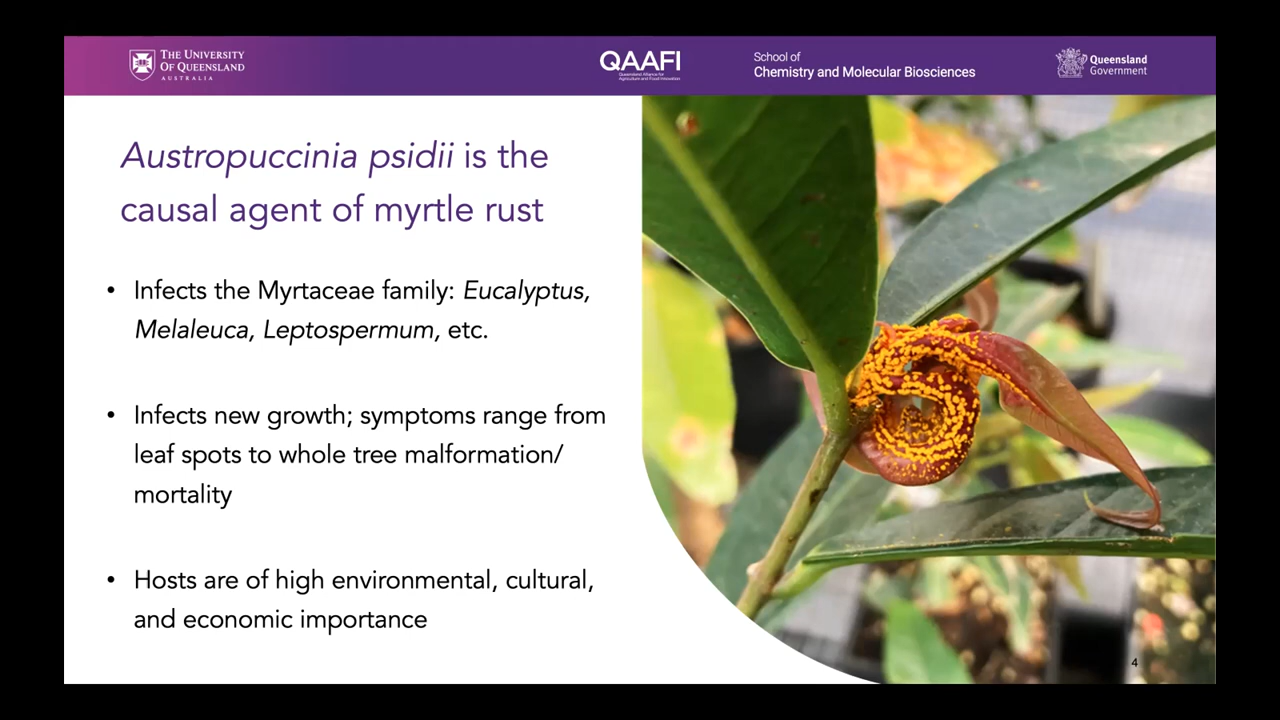 THE UNIVERSITY
OF QUEENSLAND
AUSTRALIA
QAAFI
Queensland Alliance for
Agriculture and Food Innovation
School of
Chemistry and Molecular Biosciences
Queensland
Government
Austropuccinia psidii is the
causal agent of myrtle rust
• Infects the Myrtaceae family: Eucalyptus,
Melaleuca, Leptospermum, etc.
• Infects new growth; symptoms range from
leaf spots to whole tree malformation/
mortality
• Hosts are of high environmental, cultural,
and economic importance
4